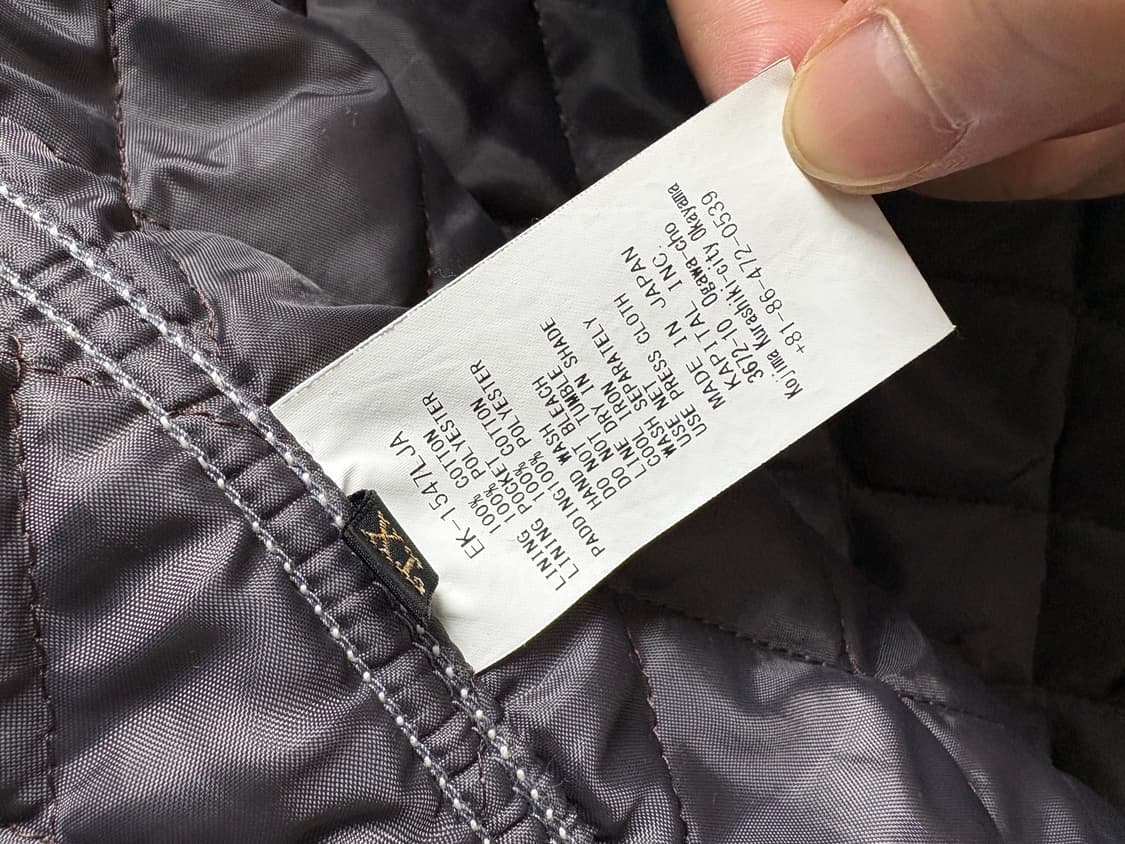 EK-1547LJA
100% COTTON
LINING 100% POLYESTER
LINING POCKET
100% COTTON
PADDING100% POLYESTER
HAND WASH
DO NOT BLEACH
DO NOT TUMBLE
LINE DRY IN SHADE
COOL IRON
WASH SEPARATELY
USE NET
USE PRESS CLOTH
MADE IN JAPAN
KAPITAL INC.
3672-10 Ogawa-cho
Kojima Kurashiki-city Okayama
+81-86-472-0539